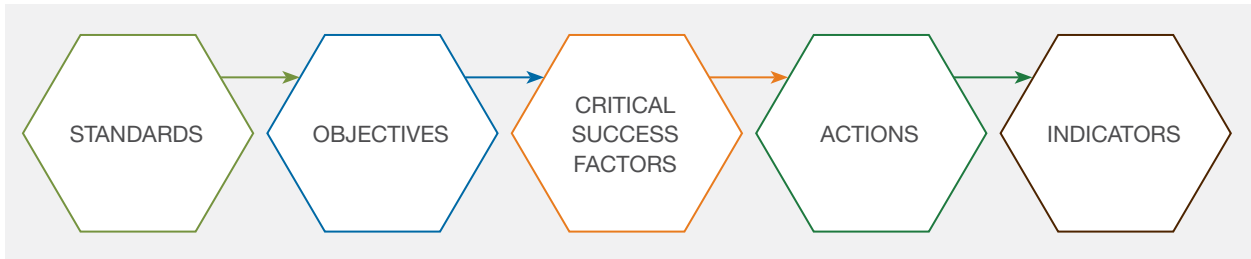 STANDARDS
OBJECTIVES
CRITICAL
SUCCESS
FACTORS
ACTIONS
INDICATORS